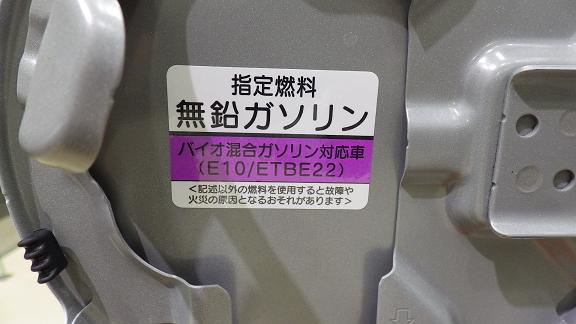 指定燃料
無鉛ガソリン
バイオ混合ガソリン対応車
(E10/ETBE22)
<記述以外の燃料を使用すると故障や
火災の原因となるおそれがあります>